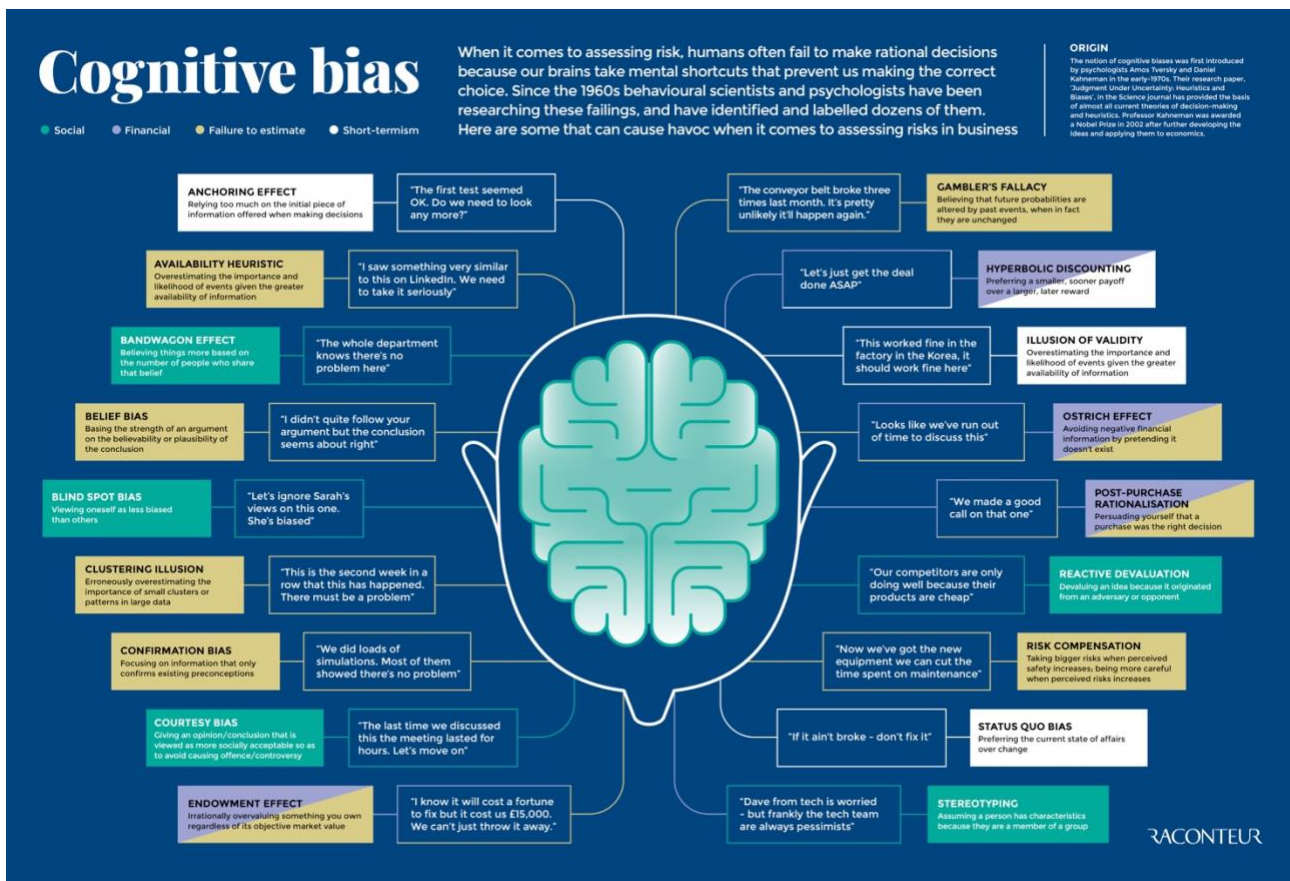 Cognitive bias
Social
Financial
Failure to estimate
Short-termism
When it comes to assessing risk, humans often fail to make rational decisions
because our brains take mental shortcuts that prevent us making the correct
choice. Since the 1960s behavioural scientists and psychologists have been
researching these failings, and have identified and labelled dozens of them.
Here are some that can cause havoc when it comes to assessing risks in business
ORIGIN
The notion of cognitive biases was first introduced
by psychologists Amos Tversky and Daniel
Kahneman in the early-1970s. Their research paper,
'Judgment Under Uncertainty: Heuristics and
Biases', in the Science journal has provided the basis
of almost all current theories of decision-making
and heuristics. Professor Kahneman was awarded
a Nobel Prize in 2002 after further developing the
ideas and applying them to economics.
ANCHORING EFFECT
Relying too much on the initial piece of
information offered when making decisions
"The first test seemed
OK. Do we need to look
any more?"
AVAILABILITY HEURISTIC
Overestimating the importance and
likelihood of events given the greater
availability of information
"I saw something very similar
to this on LinkedIn. We need
to take it seriously"
BANDWAGON EFFECT
Believing things more based on
the number of people who share
that belief
"The whole department
knows there's no
problem here"
BELIEF BIAS
Basing the strength of an argument
on the believability or plausibility of
the conclusion
"I didn't quite follow your
argument but the conclusion
seems about right"
BLIND SPOT BIAS
Viewing oneself as less biased
than others
"Let's ignore Sarah's
views on this one.
She's biased"
CLUSTERING ILLUSION
Erroneously overestimating the
importance of small clusters or
patterns in large data
"This is the second week in a
row that this has happened.
There must be a problem"
CONFIRMATION BIAS
Focusing on information that only
confirms existing preconceptions
"We did loads of
simulations. Most of them
showed there's no problem"
COURTESY BIAS
Giving an opinion/conclusion that is
viewed as more socially acceptable so as
to avoid causing offence/controversy
"The last time we discussed
this the meeting lasted for
hours. Let's move on"
ENDOWMENT EFFECT
Irrationally overvaluing something you own
regardless of its objective market value
"I know it will cost a fortune
to fix but it cost us £15,000.
We can't just throw it away."
"The conveyor belt broke three
times last month. It's pretty
unlikely it'll happen again."
GAMBLER'S FALLACY
Believing that future probabilities are
altered by past events, when in fact
they are unchanged
"Let's just get the deal
done ASAP"
HYPERBOLIC DISCOUNTING
Preferring a smaller, sooner payoff
over a larger, later reward
"This worked fine in the
factory in the Korea, it
should work fine here"
ILLUSION OF VALIDITY
Overestimating the importance and
likelihood of events given the greater
availability of information
"Looks like we've run out
of time to discuss this"
OSTRICH EFFECT
Avoiding negative financial
information by pretending it
doesn't exist
"We made a good
call on that one"
POST-PURCHASE
RATIONALISATION
Persuading yourself that a
purchase was the right decision
"Our competitors are only
doing well because their
products are cheap"
REACTIVE DEVALUATION
Devaluing an idea because it originated
from an adversary or opponent
"Now we've got the new
equipment we can cut the
time spent on maintenance"
RISK COMPENSATION
Taking bigger risks when perceived
safety increases; being more careful
when perceived risks increases
"If it ain't broke - don't fix it"
STATUS QUO BIAS
Preferring the current state of affairs
over change
"Dave from tech is worried
- but frankly the tech team
are always pessimists"
STEREOTYPING
Assuming a person has characteristics
because they are a member of a group
RACONTEUR